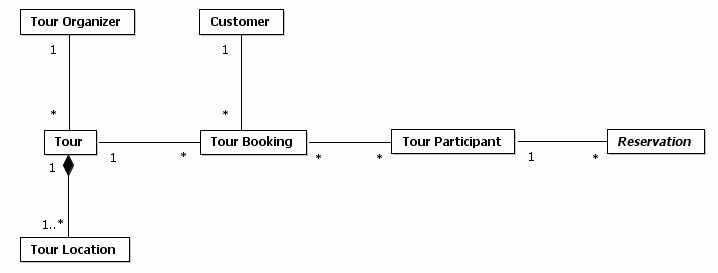 Tour Organizer
Customer
1
1
*
*
Tour
Tour Booking
Tour Participant
Reservation
1
*
*
*
1
*
1
1..*
Tour Location